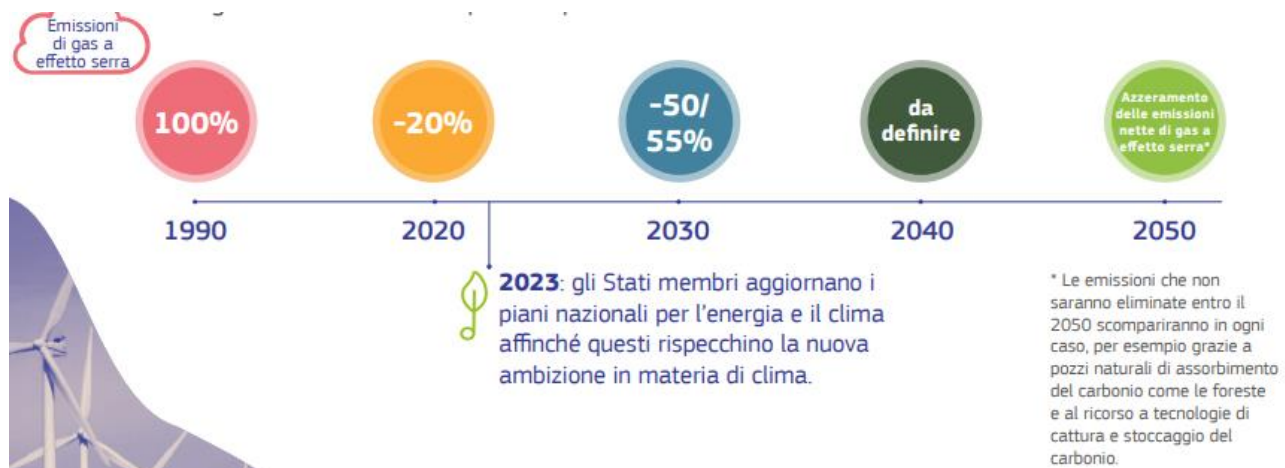 Emissioni
di gas a
effetto serra
100%
-20%
-50/
55%
da
definire
Azzeramento
delle emissioni
nette di gas a
effetto serra*
1990
2020
2030
2040
2050
2023: gli Stati membri aggiornano i
piani nazionali per l'energia e il clima
affinché questi rispecchino la nuova
ambizione in materia di clima.
* Le emissioni che non
saranno eliminate entro il
2050 scompariranno in ogni
caso, per esempio grazie a
pozzi naturali di assorbimento
del carbonio come le foreste
e al ricorso a tecnologie di
cattura e stoccaggio del
carbonio.